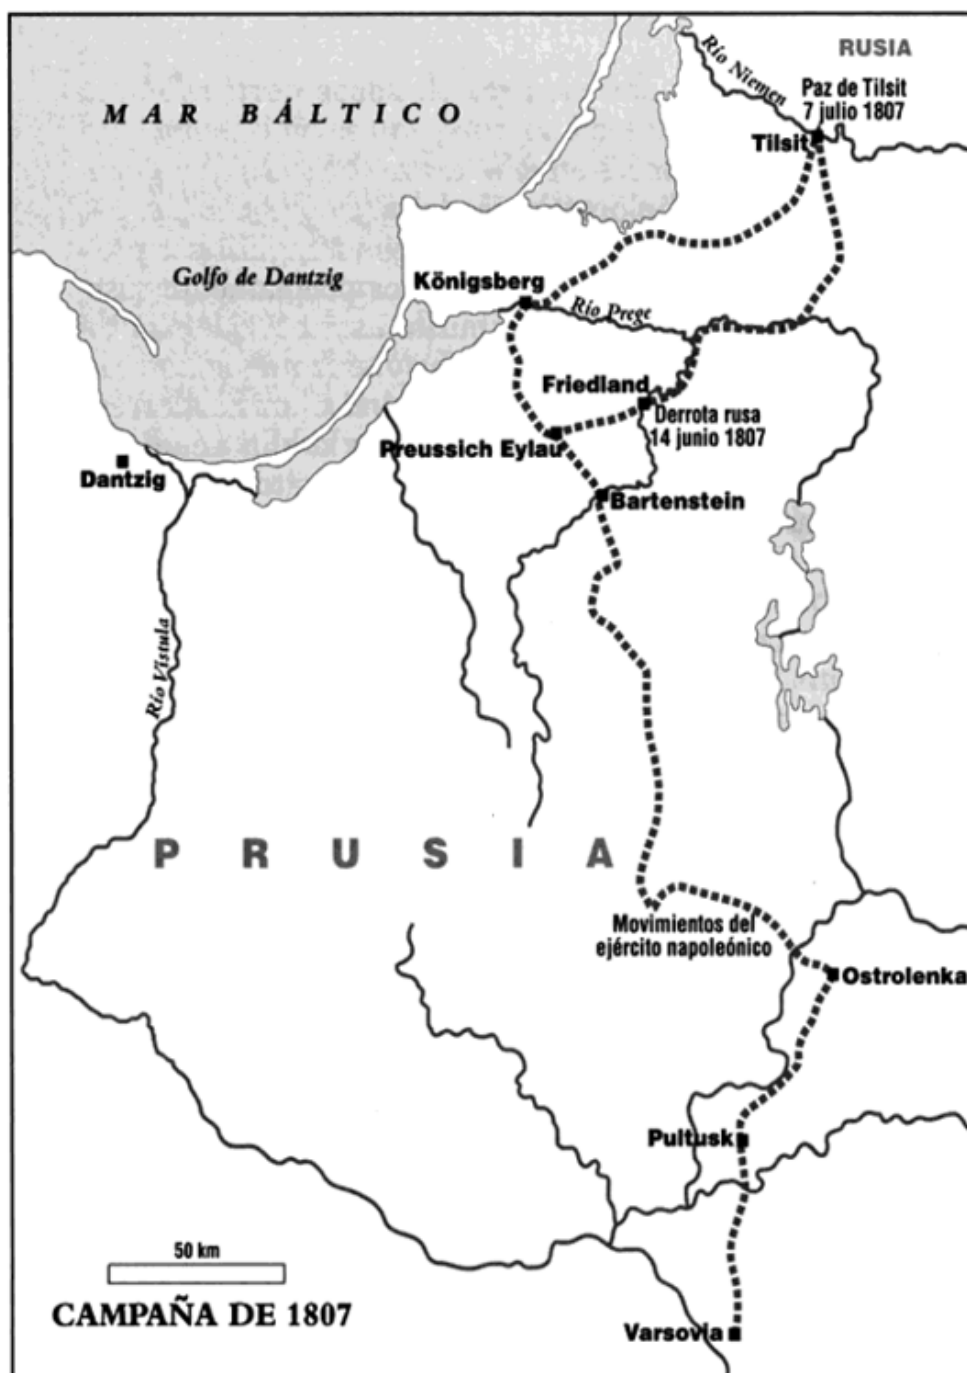 RUSIA
Río Niemen
Paz de Tilsit
7 julio 1807
MAR BÁLTICO
Tilsit
Golfo de Dantzig
Königsberg
Río Prege
Friedland
Derrota rusa
14 junio 1807
Preussich Eylau
Dantzig
Bartenstein
Río Vístula
PRUSIA
Movimientos del
ejército napoleónico
Ostrolenka
Pultusk
50 km
CAMPAÑA DE 1807
Varsovia